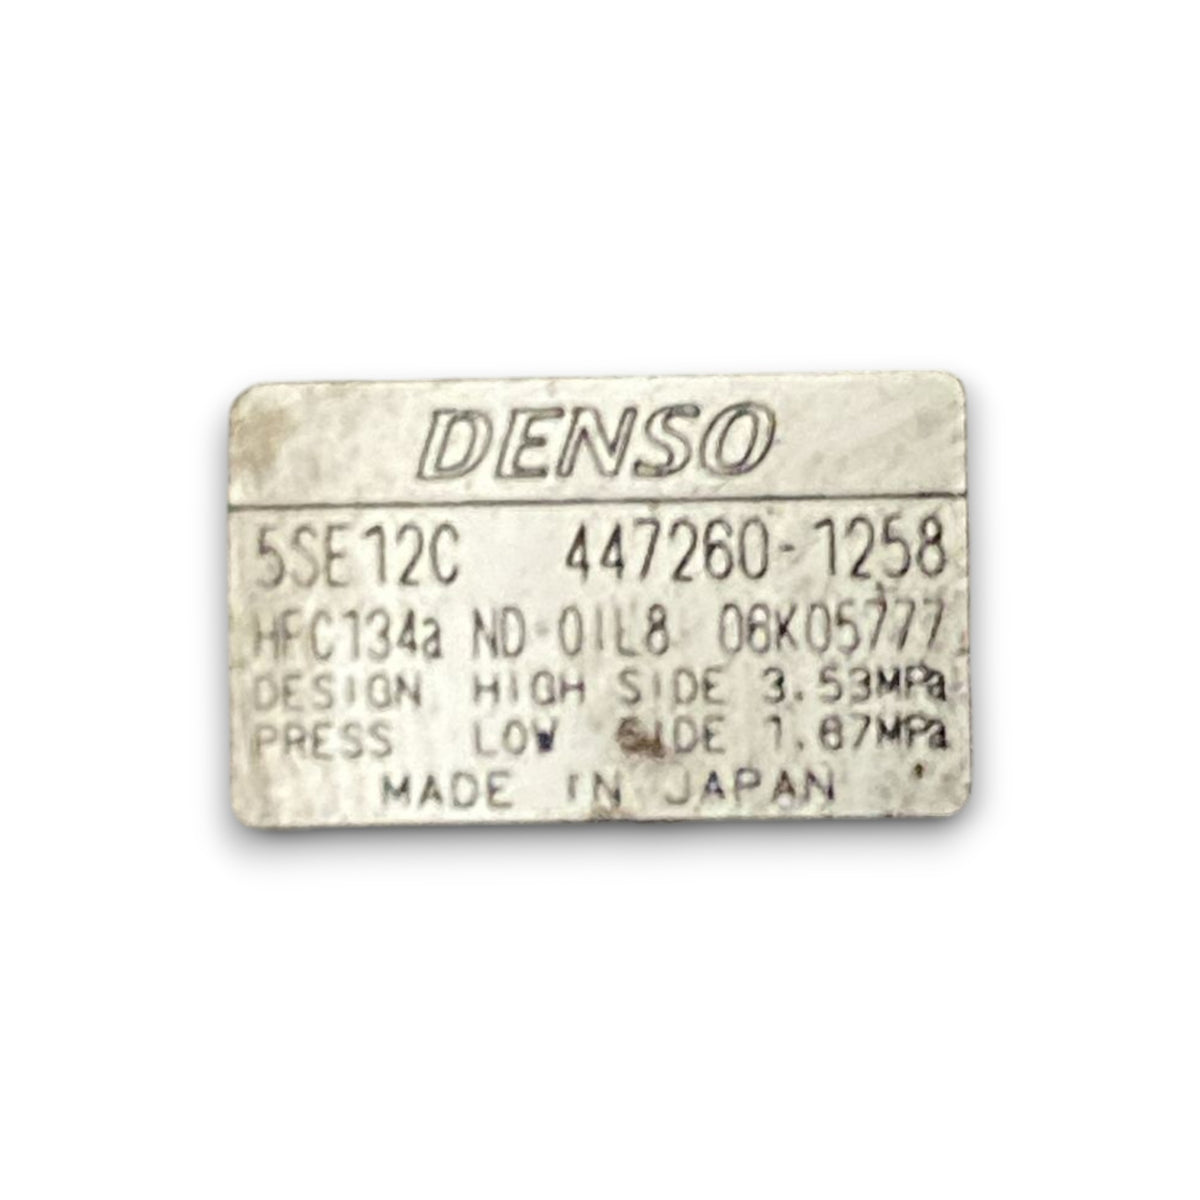 DENSO
5SE12C 447260-1258
HFC134a ND-OIL8 06K05777
DESIGN HIGH SIDE 3.53MPa
PRESS LOW SIDE 1.67MPa
MADE IN JAPAN